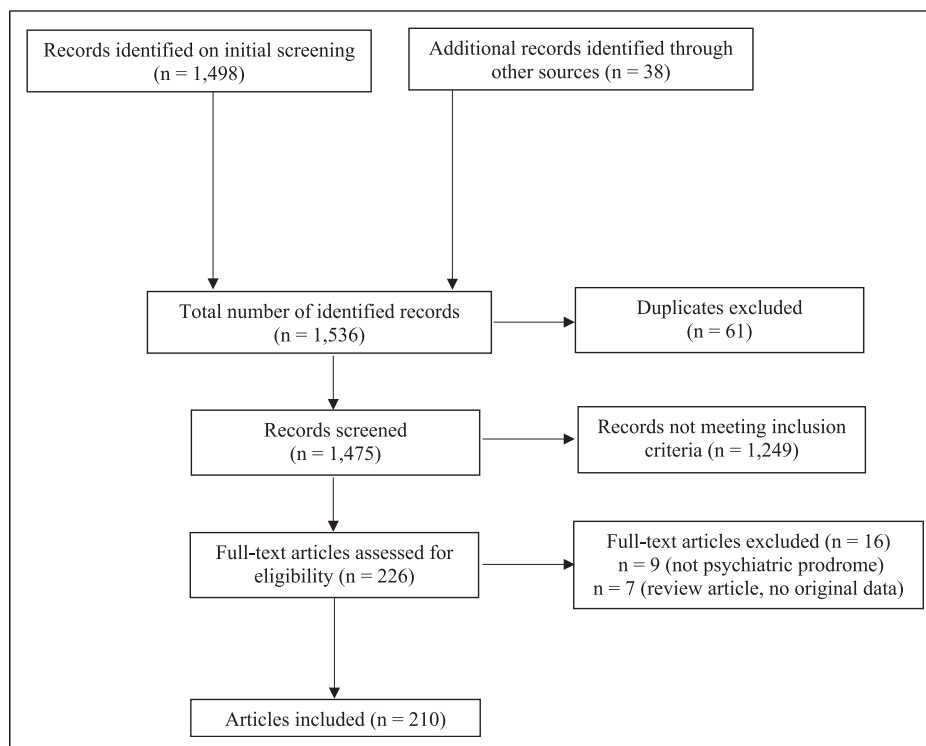 Records identified on initial screening
(n = 1,498)
Additional records identified through
other sources (n = 38)
Total number of identified records
(n = 1,536)
Duplicates excluded
(n = 61)
Records screened
(n = 1,475)
Records not meeting inclusion
criteria (n = 1,249)
Full-text articles assessed for
eligibility (n = 226)
Full-text articles excluded (n = 16)
n = 9 (not psychiatric prodrome)
n = 7 (review article, no original data)
Articles included (n = 210)